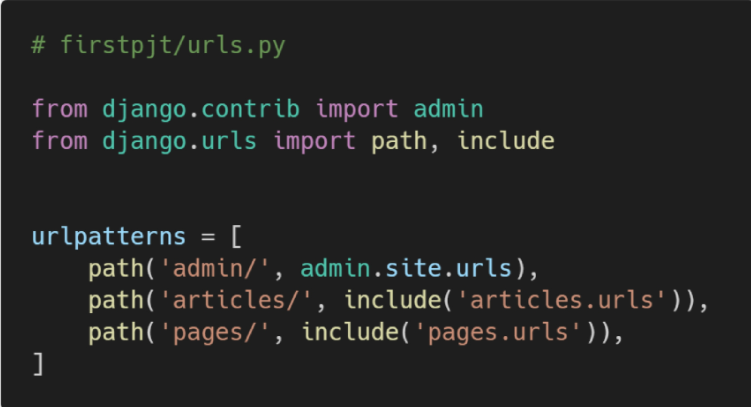 # firstpjt/urls.py
from django.contrib import admin
from django.urls import path, include
urlpatterns = [
    path('admin/', admin.site.urls),
    path('articles/', include('articles.urls')),
    path('pages/', include('pages.urls')),
]